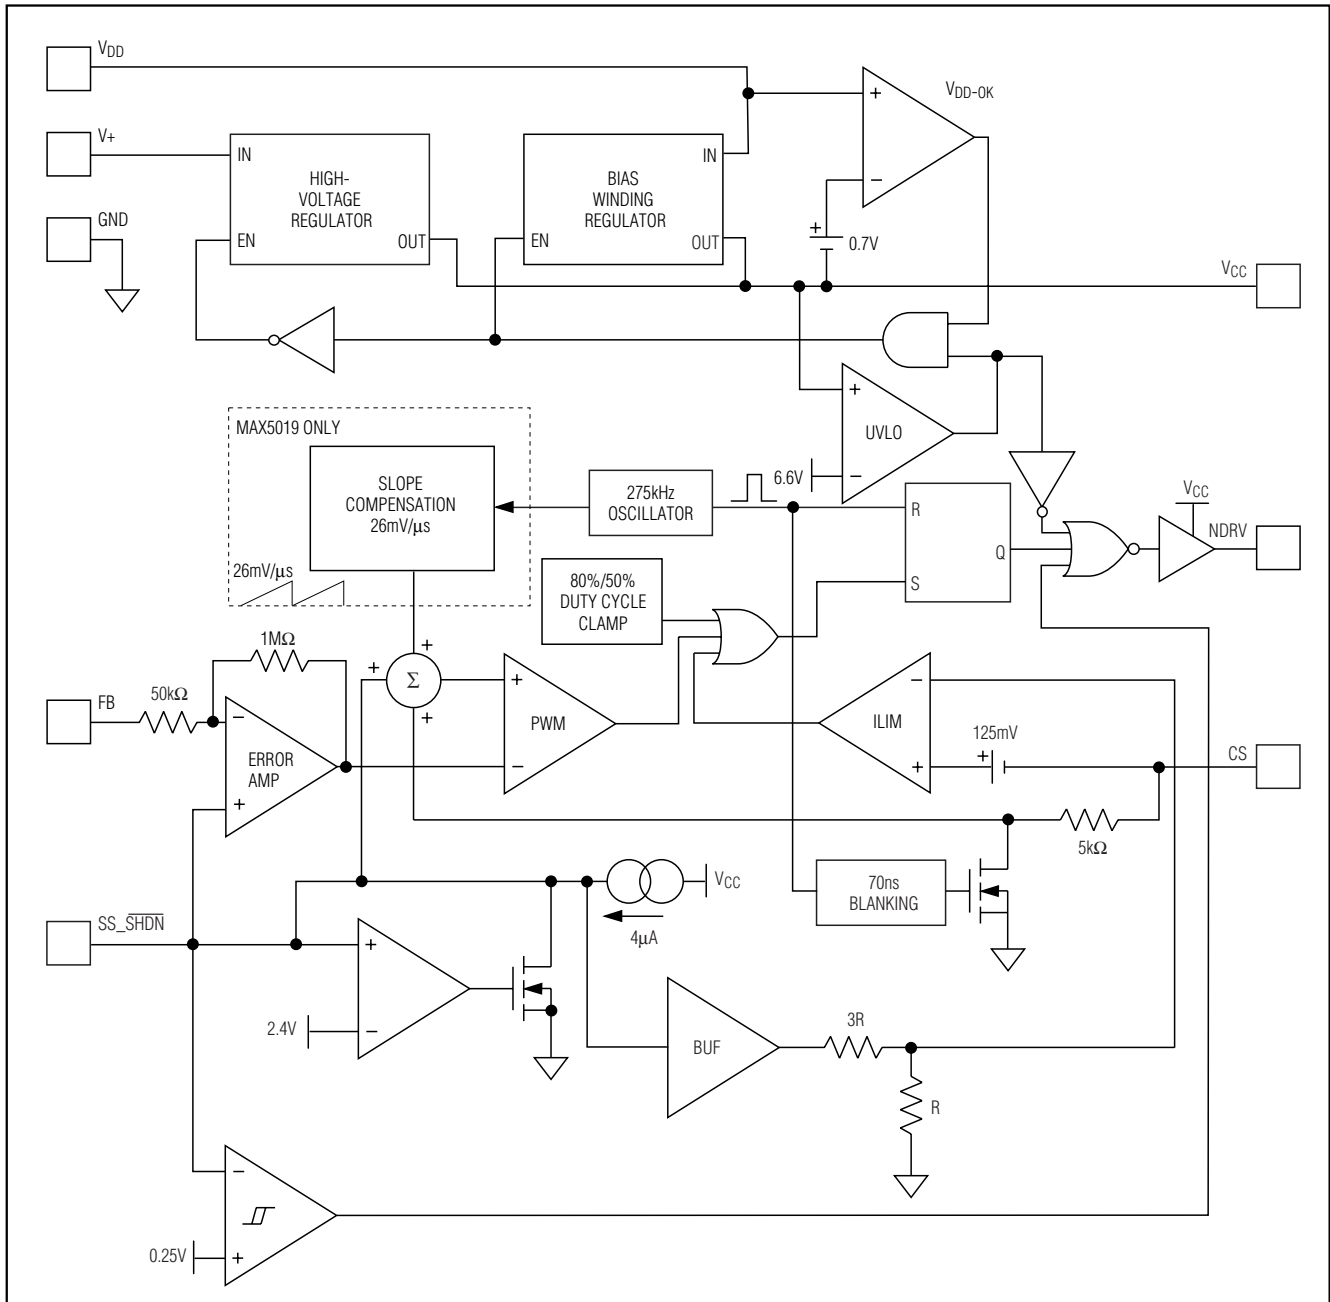 VDD
VDD-OK
+
V+
IN
HIGH-
VOLTAGE
REGULATOR
EN
OUT
IN
BIAS
WINDING
REGULATOR
EN
OUT
−
+
0.7V
GND
VCC
MAX5019 ONLY
SLOPE
COMPENSATION
26mV/µs
26mV/µs
275kHz
OSCILLATOR
+
UVLO
−
6.6V
R
Q
S
VCC
NDRV
80%/50%
DUTY CYCLE
CLAMP
1MΩ
+
+
Σ
+
FB
50kΩ
−
ERROR
AMP
+
+
PWM
−
−
ILIM
+
125mV
+
CS
5kΩ
70ns
BLANKING
VCC
4µA
SS_SHDN
+
−
2.4V
BUF
3R
R
−
+
0.25V